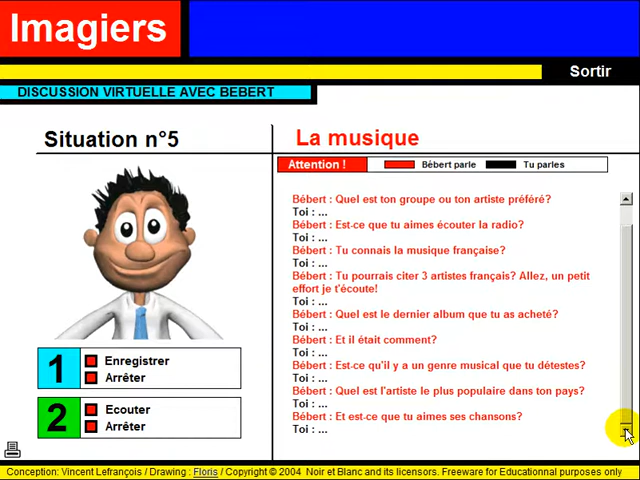 Imagiers
Sortir
DISCUSSION VIRTUELLE AVEC BEBERT
Situation n°5
La musique
Attention !
Bébert parle
Tu parles
Bébert : Quel est ton groupe ou ton artiste préféré?
Toi : ...
Bébert : Est-ce que tu aimes écouter la radio?
Toi : ...
Bébert : Tu connais la musique française?
Toi : ...
Bébert : Tu pourrais citer 3 artistes français? Allez, un petit
effort je t'écoute!
Toi : ...
Bébert : Quel est le dernier album que tu as acheté?
Toi : ...
Bébert : Et il était comment?
Toi : ...
Bébert : Est-ce qu'il y a un genre musical que tu détestes?
Toi : ...
Bébert : Quel est l'artiste le plus populaire dans ton pays?
Toi : ...
Bébert : Et est-ce que tu aimes ses chansons?
Toi : ...
1
Enregistrer
Arrêter
2
Ecouter
Arrêter
Conception: Vincent Lefrançois / Drawing : Floris / Copyright © 2004 Noir et Blanc and its licensors. Freeware for Educationnal purposes only